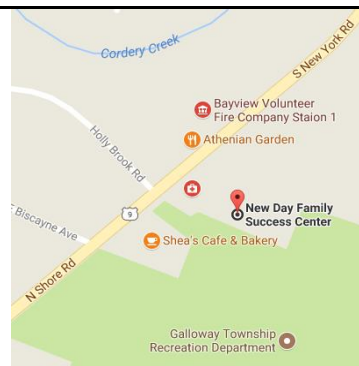 Cordery Creek
S New York Rd
Bayview Volunteer
Fire Company Staion 1
Athenian Garden
Holly Brook Rd
New Day Family
Success Center
9
E Biscayne Ave
Shea's Cafe & Bakery
N Shore Rd
Galloway Township
Recreation Department